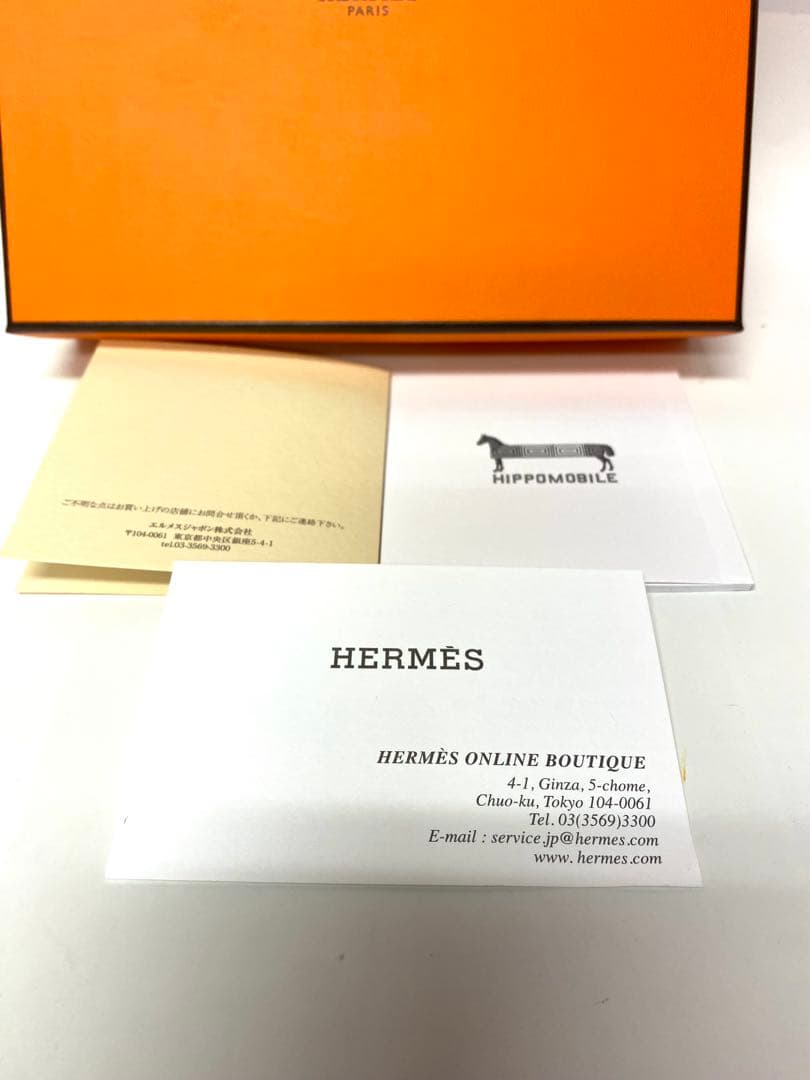 PARIS
ご不明な点はお買い上げの店舗にお問合せ頂くか、下記にご連絡下さい。
エルメスジャポン株式会社
〒104-0061 東京都中央区銀座5-4-1
tel.03-3569-3300
HIPPOMOBILE
HERMÈS
HERMÈS ONLINE BOUTIQUE
4-1, Ginza, 5-chome,
Chuo-ku, Tokyo 104-0061
Tel. 03(3569)3300
E-mail : service.jp@hermes.com
www. hermes.com